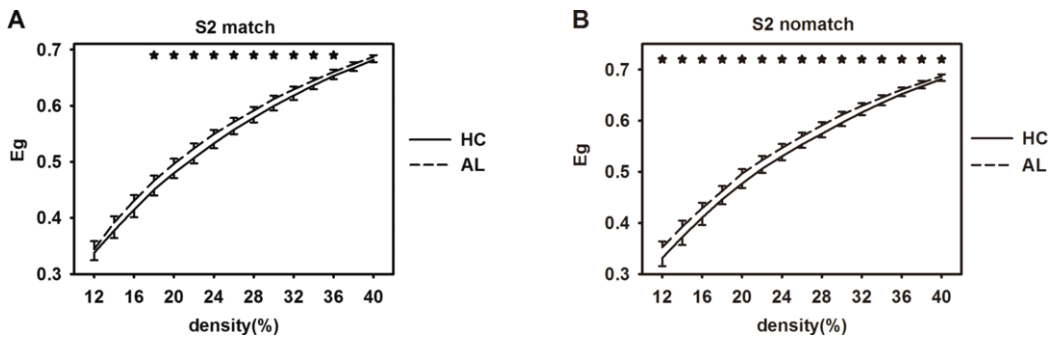 A
S2 match
0.7
0.6
0.5
0.4
0.3
Eg
12 16 20 24 28 32 36 40
density(%)
HC
AL
B
S2 nomatch
0.7
0.6
0.5
0.4
0.3
Eg
12 16 20 24 28 32 36 40
density(%)
HC
AL